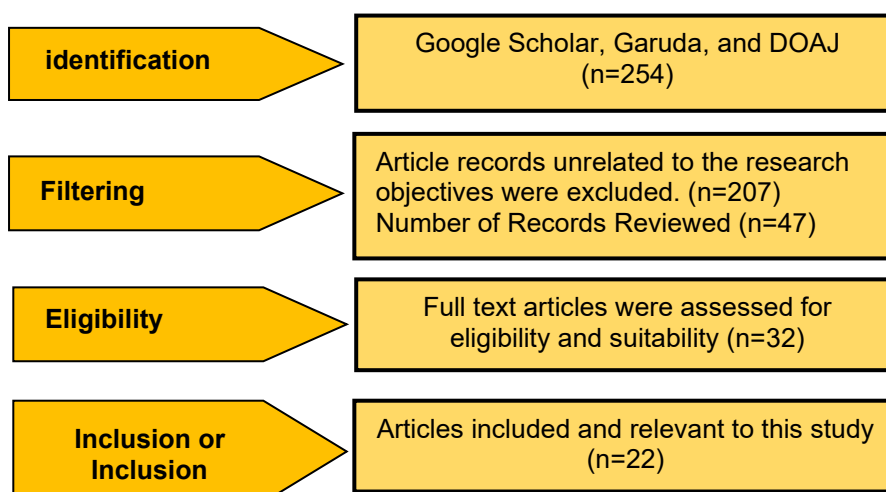 identification
Google Scholar, Garuda, and DOAJ
(n=254)
Filtering
Article records unrelated to the research
objectives were excluded. (n=207)
Number of Records Reviewed (n=47)
Eligibility
Full text articles were assessed for
eligibility and suitability (n=32)
Inclusion or
Inclusion
Articles included and relevant to this study
(n=22)